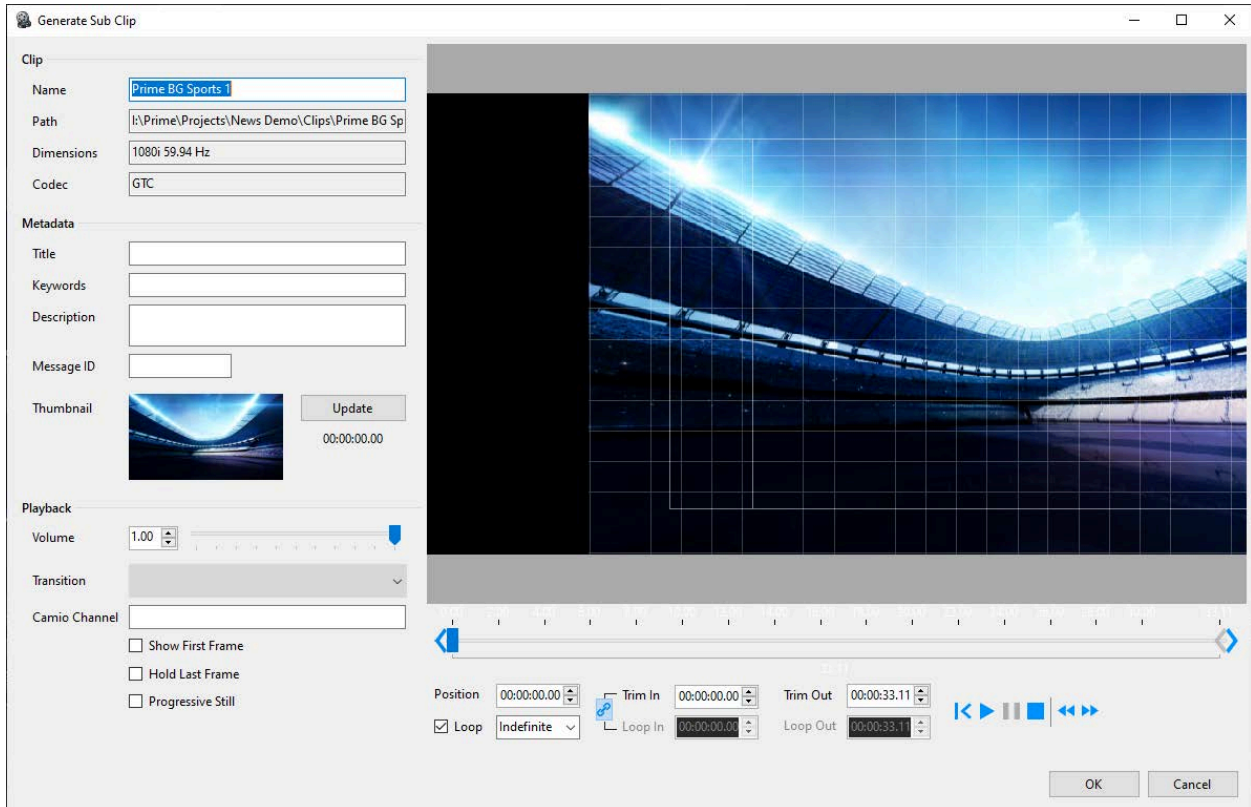 Generate Sub Clip
Clip
Name Prime BG Sports 1
Path I:\Prime\Projects\News Demo\Clips\Prime BG Sp
Dimensions 1080i 59.94 Hz
Codec GTC
Metadata
Title
Keywords
Description
Message ID
Thumbnail Update
00:00:00.00
Playback
Volume 1.00
Transition
Camio Channel
Show First Frame
Hold Last Frame
Progressive Still
Position 00:00:00.00 Trim In 00:00:00.00 Trim Out 00:00:33.11
Loop Indefinite Loop In 00:00:00.00 Loop Out 00:00:33.11
OK Cancel